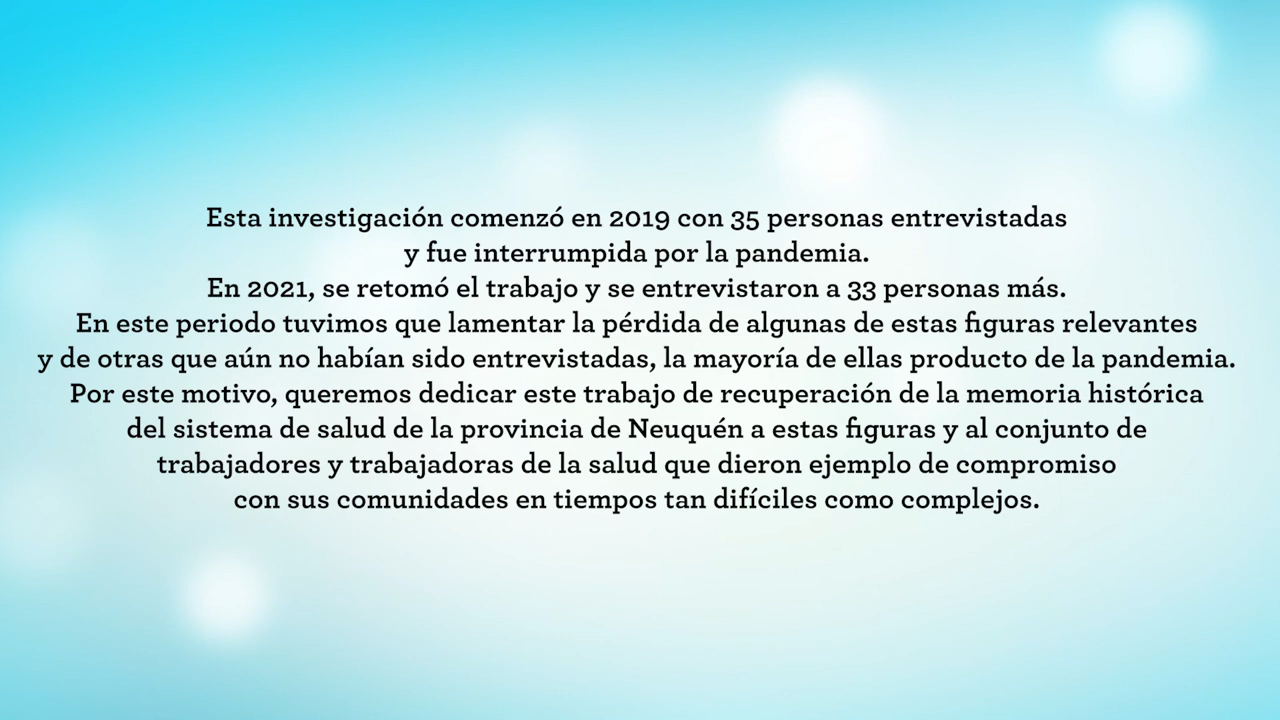 Esta investigación comenzó en 2019 con 35 personas entrevistadas
y fue interrumpida por la pandemia.
En 2021, se retomó el trabajo y se entrevistaron a 33 personas más.
En este periodo tuvimos que lamentar la pérdida de algunas de estas figuras relevantes
y de otras que aún no habían sido entrevistadas, la mayoría de ellas producto de la pandemia.
Por este motivo, queremos dedicar este trabajo de recuperación de la memoria histórica
del sistema de salud de la provincia de Neuquén a estas figuras y al conjunto de
trabajadores y trabajadoras de la salud que dieron ejemplo de compromiso
con sus comunidades en tiempos tan difíciles como complejos.